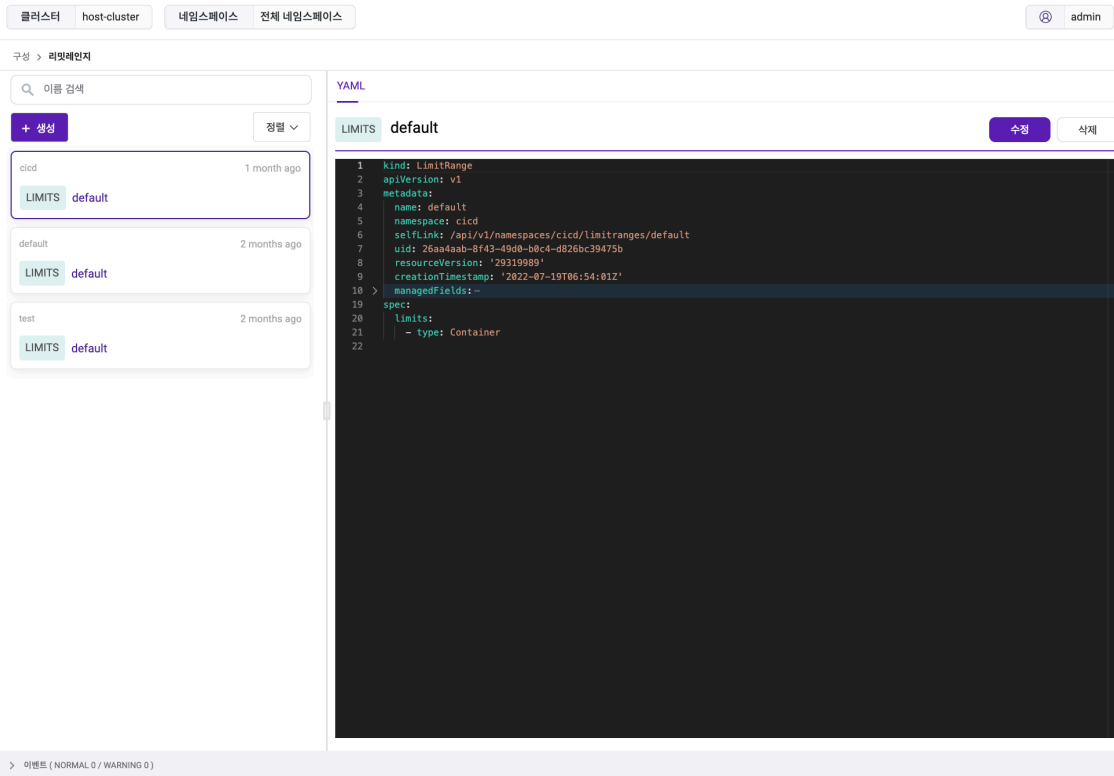 클러스터 host-cluster 네임스페이스 전체 네임스페이스 admin
구성 > 리밋레인지
이름 검색
+ 생성 정렬
cicd 1 month ago
LIMITS default
default 2 months ago
LIMITS default
test 2 months ago
LIMITS default
YAML
LIMITS default 수정 삭제
1 kind: LimitRange
2 apiVersion: v1
3 metadata:
4 name: default
5 namespace: cicd
6 selfLink: /api/v1/namespaces/cicd/limitranges/default
7 uid: 26aa4aab-8f43-49d0-b0c4-d826bc39475b
8 resourceVersion: '29319989'
9 creationTimestamp: '2022-07-19T06:54:01Z'
10 > managedFields:⋯
19 spec:
20 limits:
21 - type: Container
22
> 이벤트 ( NORMAL 0 / WARNING 0 )